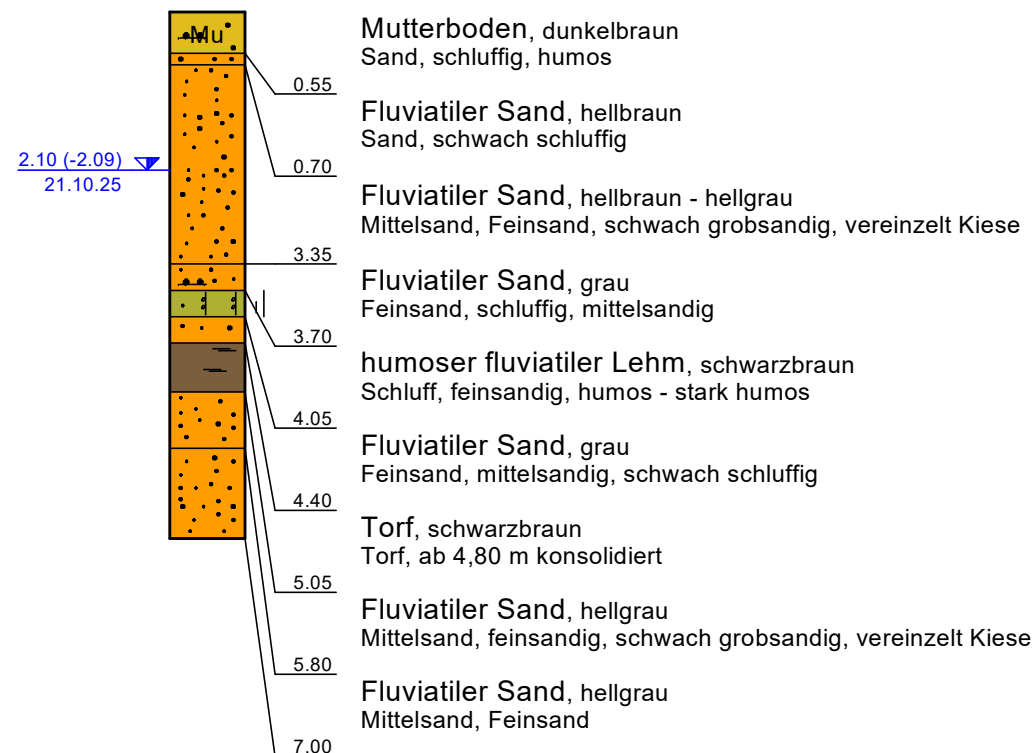 Mu
Mutterboden, dunkelbraun
Sand, schluffig, humos
0.55
Fluviatiler Sand, hellbraun
Sand, schwach schluffig
2.10 (-2.09)
21.10.25
0.70
Fluviatiler Sand, hellbraun - hellgrau
Mittelsand, Feinsand, schwach grobsandig, vereinzelt Kiese
3.35
Fluviatiler Sand, grau
Feinsand, schluffig, mittelsandig
3.70
humoser fluviatiler Lehm, schwarzbraun
Schluff, feinsandig, humos - stark humos
4.05
Fluviatiler Sand, grau
Feinsand, mittelsandig, schwach schluffig
4.40
Torf, schwarzbraun
Torf, ab 4,80 m konsolidiert
5.05
Fluviatiler Sand, hellgrau
Mittelsand, feinsandig, schwach grobsandig, vereinzelt Kiese
5.80
Fluviatiler Sand, hellgrau
Mittelsand, Feinsand
7.00